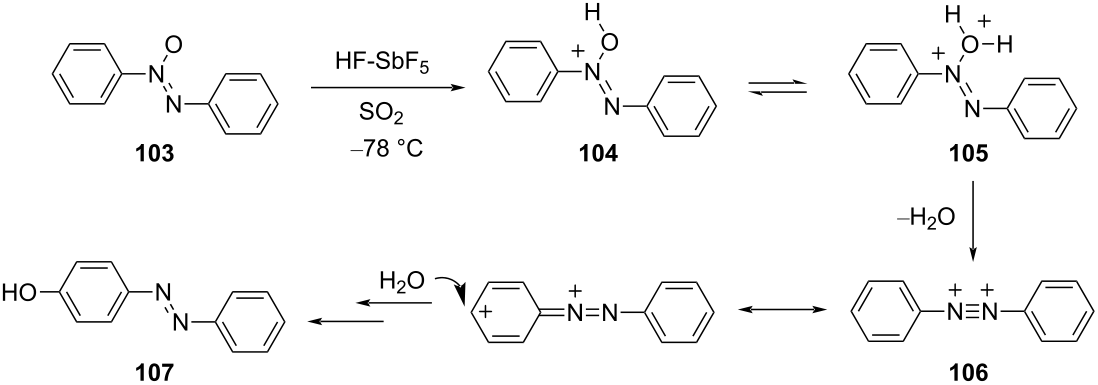 O
N
N
103
HF-SbF5
SO2
–78 °C
H
O
+
N
N
104
H
+
O–H
+
N
N
105
–H2O
+ +
N≡N
106
+
N=N
+
H2O
HO
N
N
107